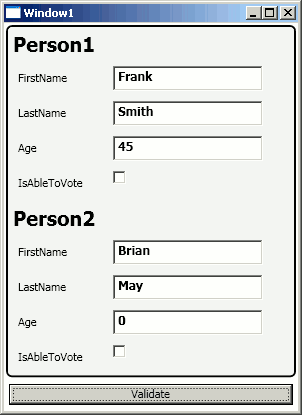 Window1
Person1
FirstName Frank
LastName Smith
Age 45
IsAbleToVote
Person2
FirstName Brian
LastName May
Age 0
IsAbleToVote
Validate